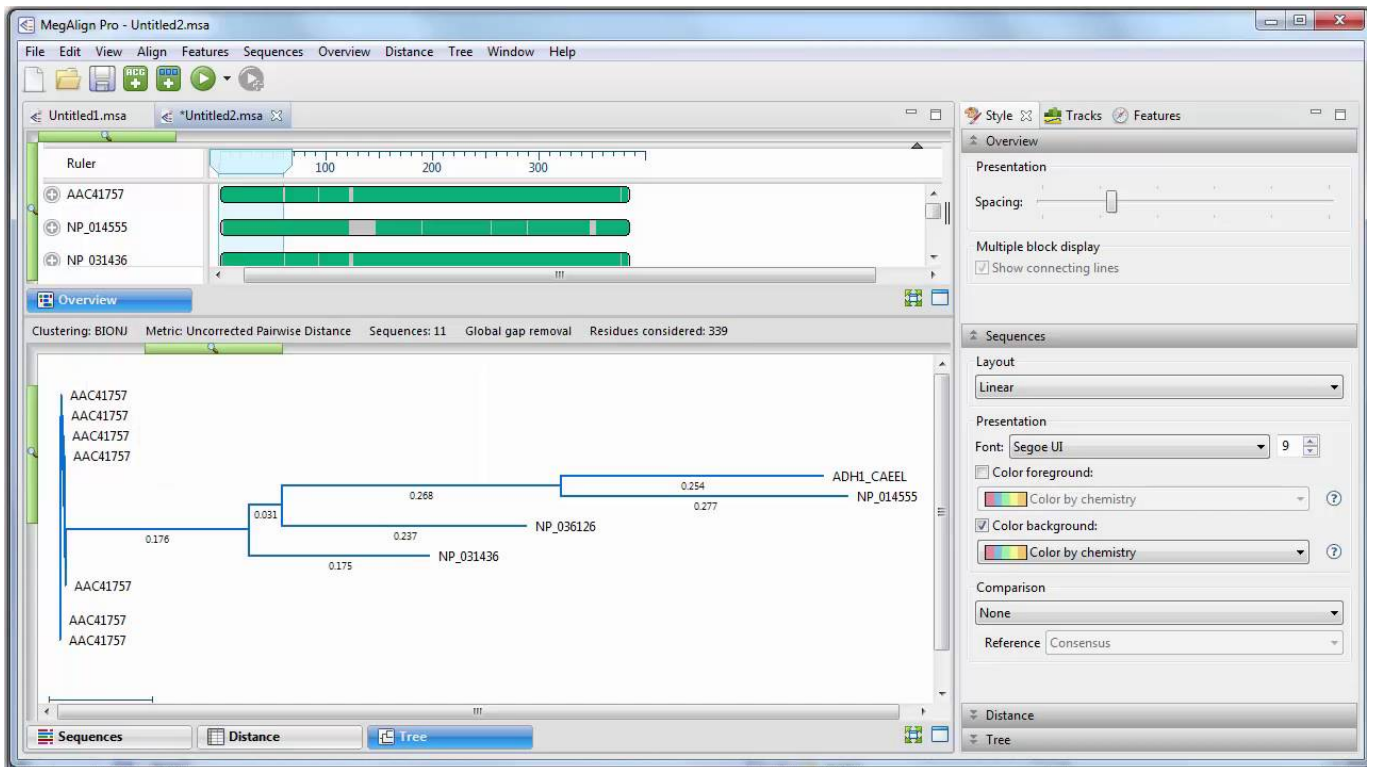 MegAlign Pro - Untitled2.msa
File Edit View Align Features Sequences Overview Distance Tree Window Help
Untitled1.msa *Untitled2.msa
Ruler 100 200 300
AAC41757
NP_014555
NP_031436
Overview
Clustering: BIONJ Metric: Uncorrected Pairwise Distance Sequences: 11 Global gap removal Residues considered: 339
AAC41757
AAC41757
AAC41757
AAC41757
ADH1_CAEEL
0.254
0.268
NP_014555
0.277
0.031
NP_036126
0.176
0.237
NP_031436
0.175
AAC41757
AAC41757
AAC41757
Sequences Distance Tree
Style Tracks Features
Overview
Presentation
Spacing:
Multiple block display
Show connecting lines
Sequences
Layout
Linear
Presentation
Font: Segoe UI 9
Color foreground:
Color by chemistry
Color background:
Color by chemistry
Comparison
None
Reference Consensus
Distance
Tree